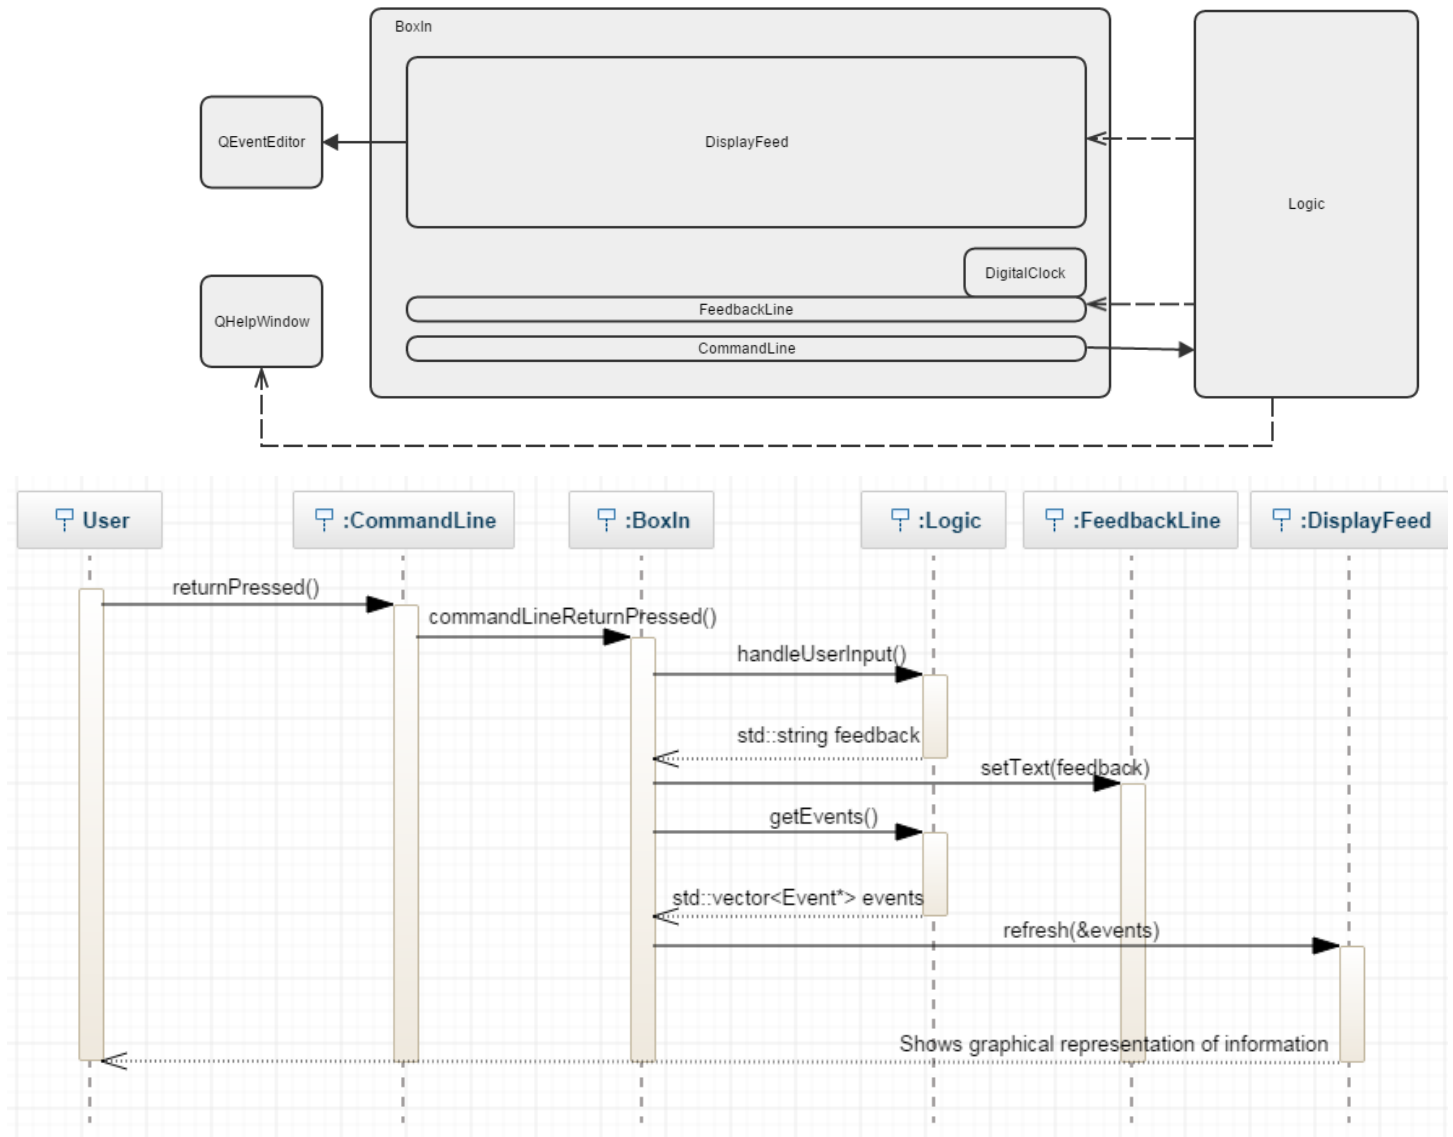 BoxIn
QEventEditor
DisplayFeed
Logic
DigitalClock
QHelpWindow
FeedbackLine
CommandLine
User
:CommandLine
:BoxIn
:Logic
:FeedbackLine
:DisplayFeed
returnPressed()
commandLineReturnPressed()
handleUserInput()
std::string feedback
setText(feedback)
getEvents()
std::vector<Event*> events
refresh(&events)
Shows graphical representation of information